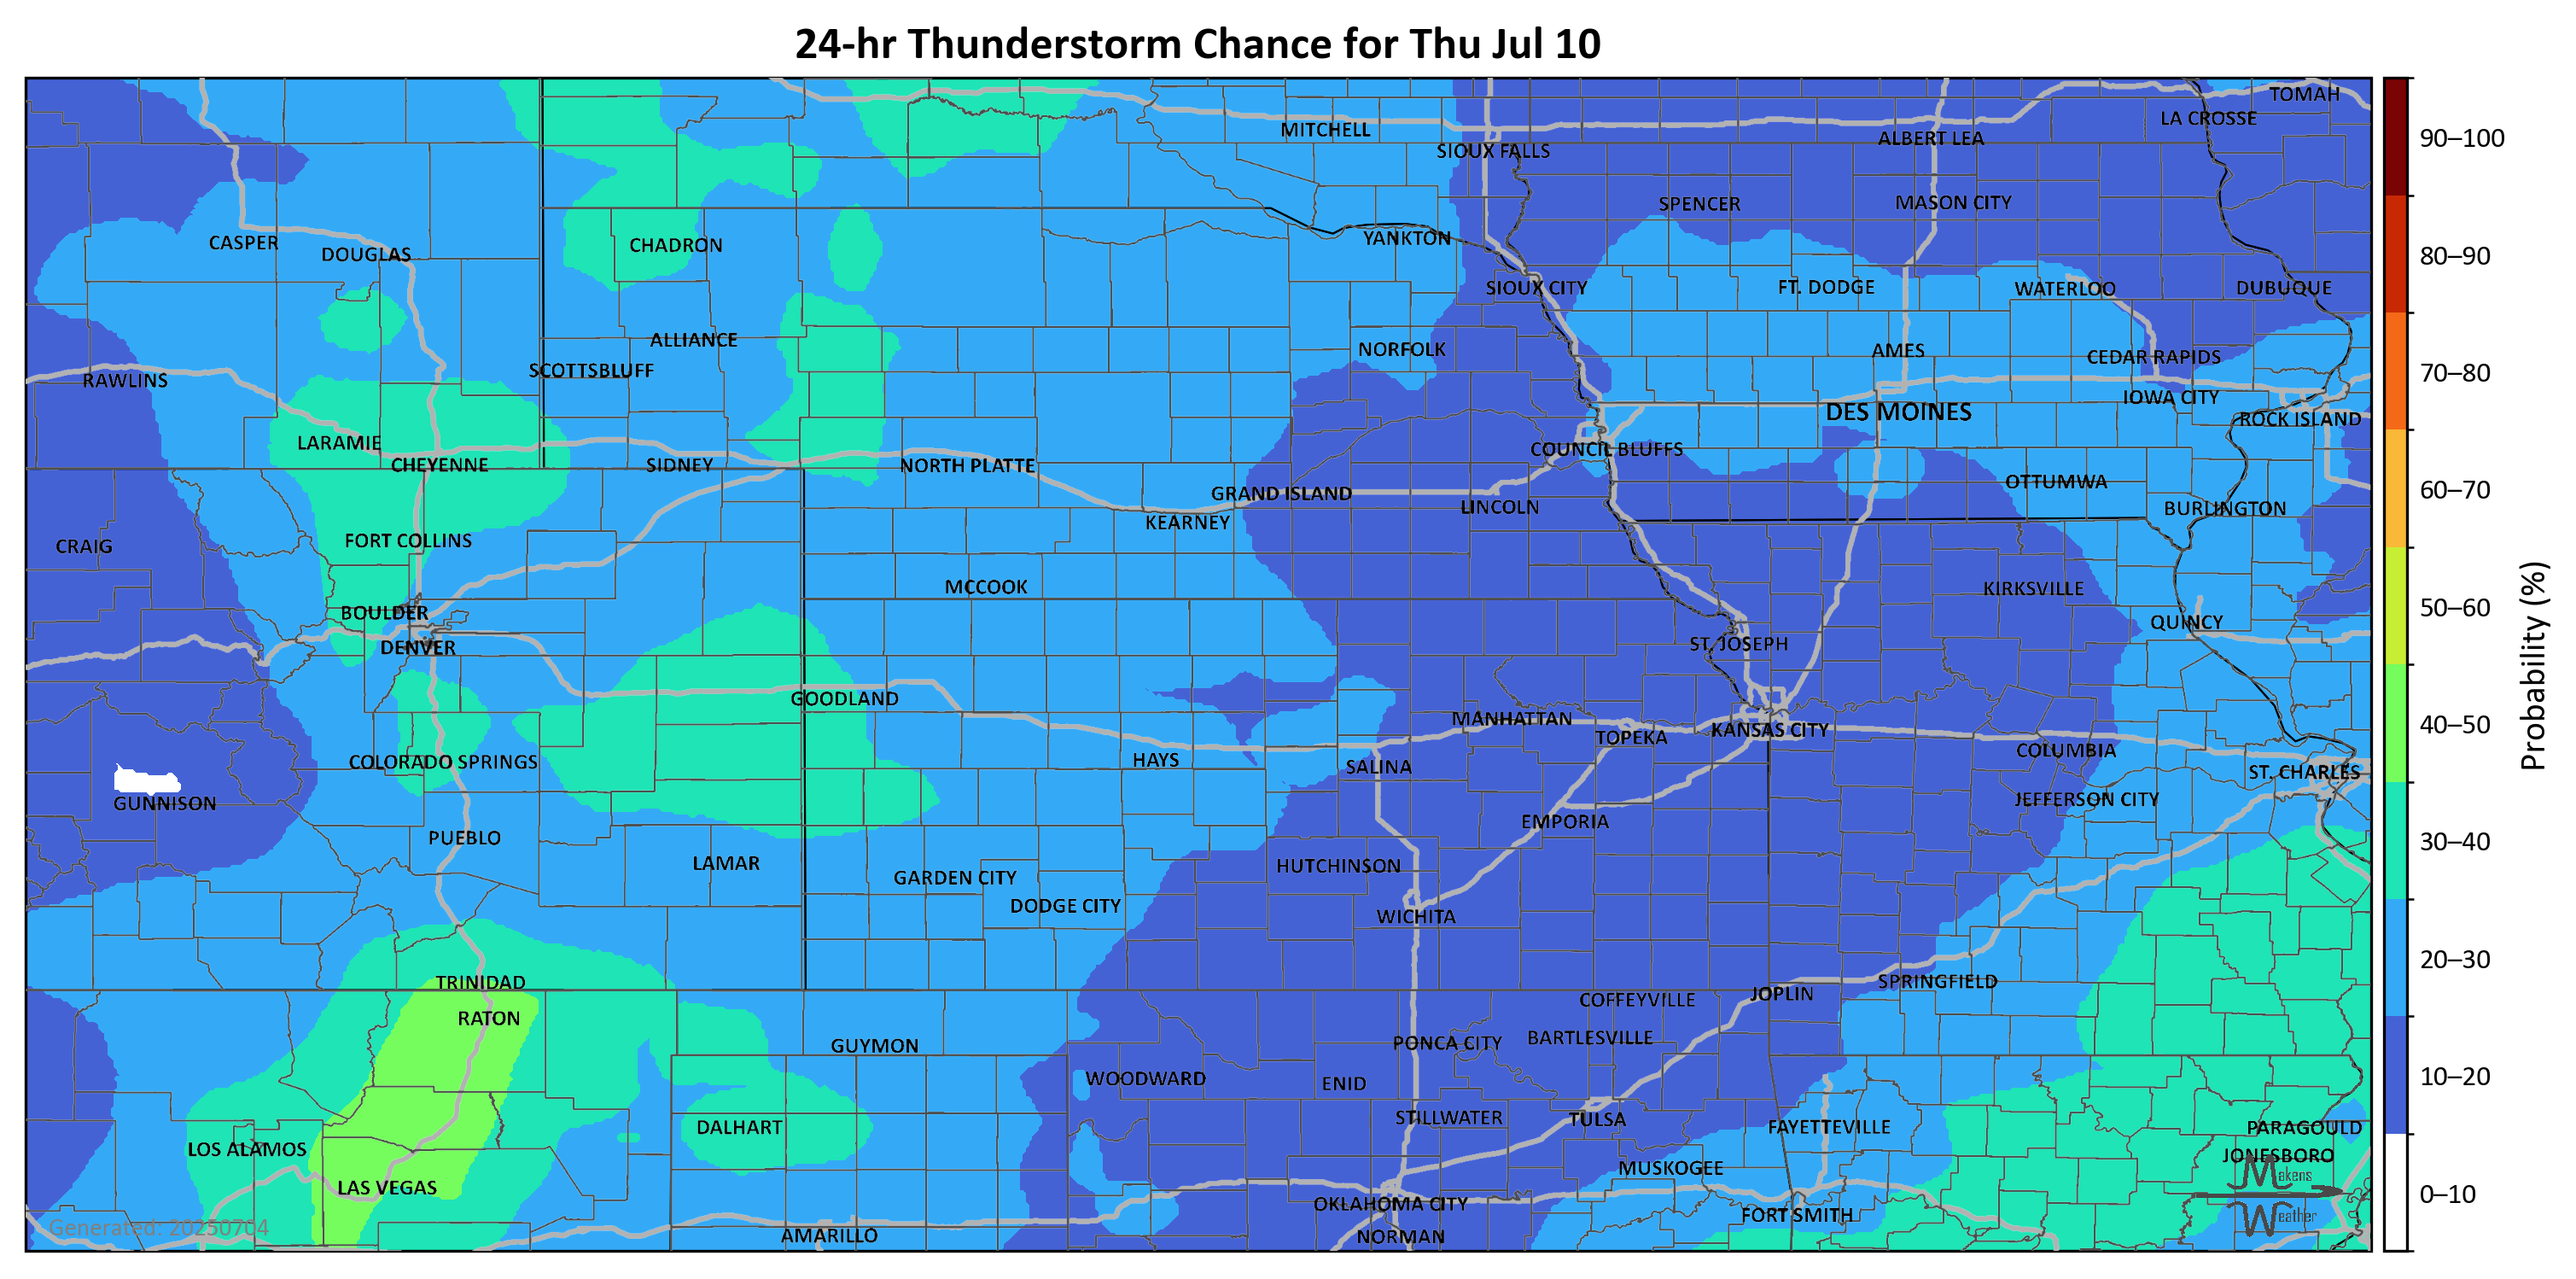 24-hr Thunderstorm Chance for Thu Jul 10
TOMAH
LA CROSSE
MITCHELL
ALBERT LEA
90–100
SIOUX FALLS
SPENCER
MASON CITY
CASPER
DOUGLAS
CHADRON
YANKTON
80–90
SIOUX CITY
FT. DODGE
WATERLOO
DUBUQUE
ALLIANCE
NORFOLK
AMES
CEDAR RAPIDS
RAWLINS
SCOTTSBLUFF
70–80
IOWA CITY
DES MOINES
ROCK ISLAND
LARAMIE
COUNCIL BLUFFS
CHEYENNE
SIDNEY
NORTH PLATTE
GRAND ISLAND
LINCOLN
OTTUMWA
60–70
KEARNEY
BURLINGTON
CRAIG
FORT COLLINS
MCCOOK
KIRKSVILLE
BOULDER
QUINCY
50–60
DENVER
ST. JOSEPH
Probability (%)
GOODLAND
MANHATTAN
TOPEKA
KANSAS CITY
40–50
COLORADO SPRINGS
HAYS
SALINA
COLUMBIA
ST. CHARLES
GUNNISON
JEFFERSON CITY
PUEBLO
EMPORIA
30–40
LAMAR
GARDEN CITY
HUTCHINSON
DODGE CITY
WICHITA
TRINIDAD
SPRINGFIELD
20–30
RATON
COFFEYVILLE
JOPLIN
GUYMON
PONCA CITY
BARTLESVILLE
WOODWARD
ENID
10–20
DALHART
STILLWATER
TULSA
FAYETTEVILLE
PARAGOULD
LOS ALAMOS
JONESBORO
MUSKOGEE
Makens
LAS VEGAS
OKLAHOMA CITY
FORT SMITH
0–10
Weather
Generated: 20250704
AMARILLO
NORMAN